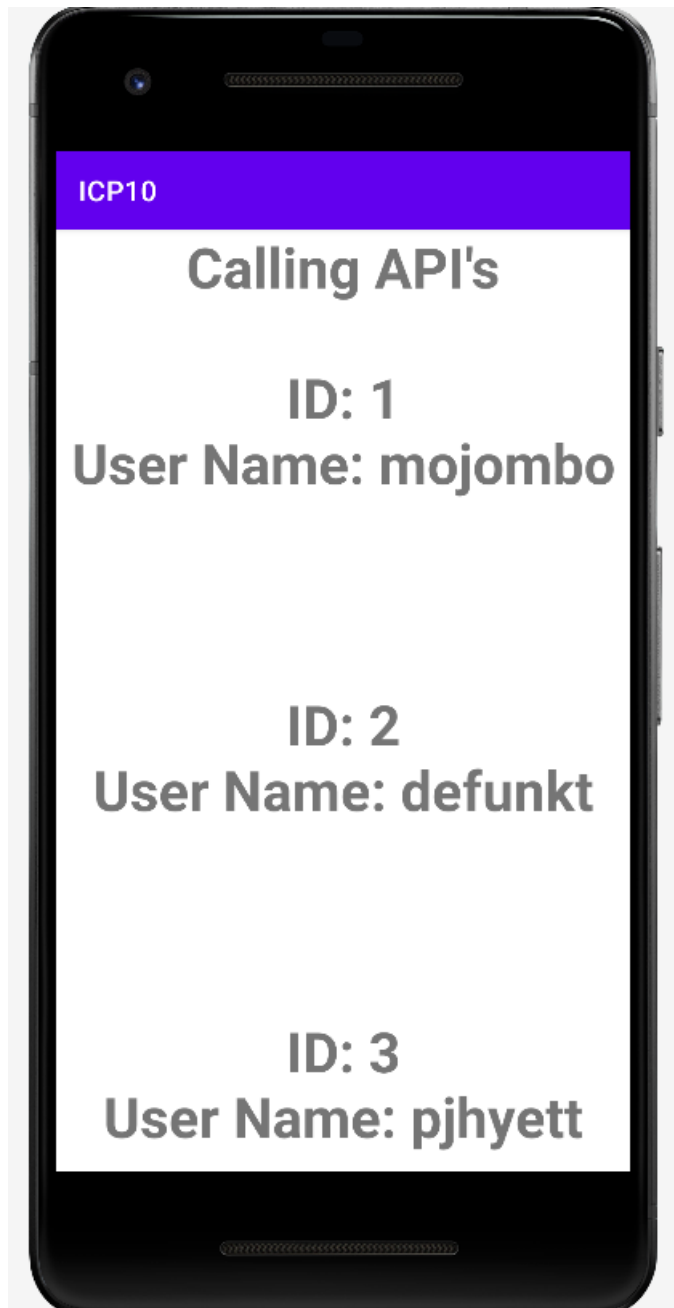 ICP10
Calling API's
ID: 1
User Name: mojombo
ID: 2
User Name: defunkt
ID: 3
User Name: pjhyett